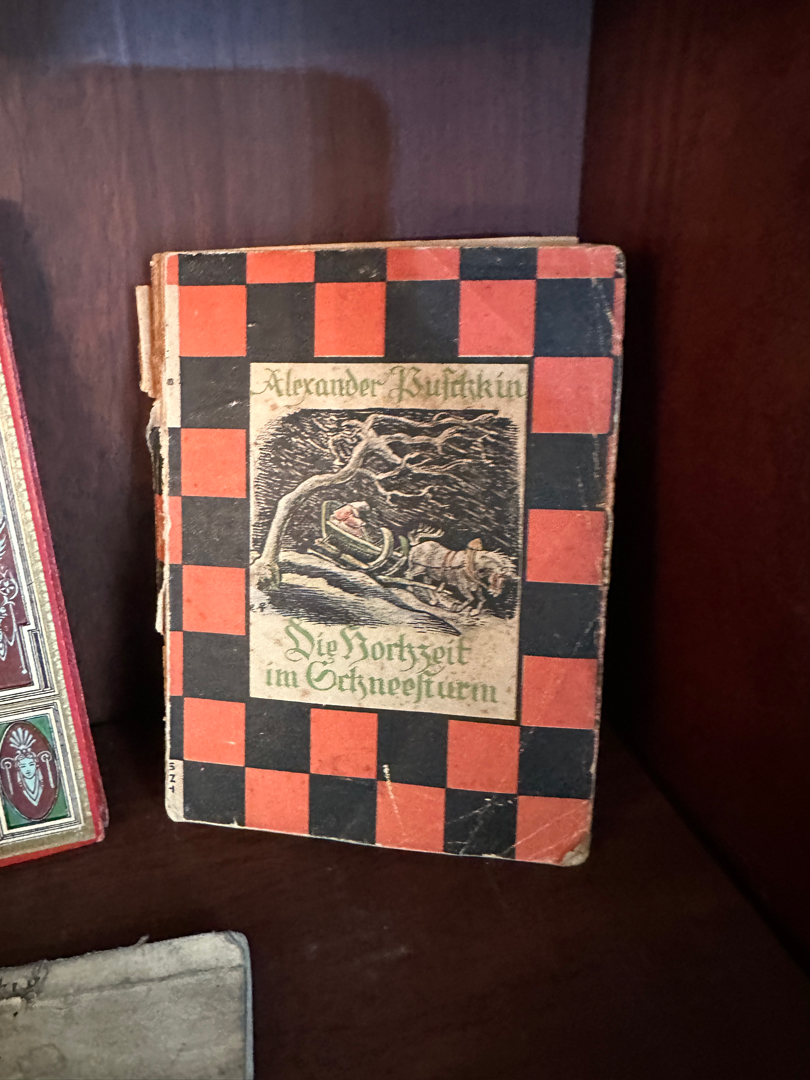 Alexander Puschkin
Die Hochzeit
im Schneesturm